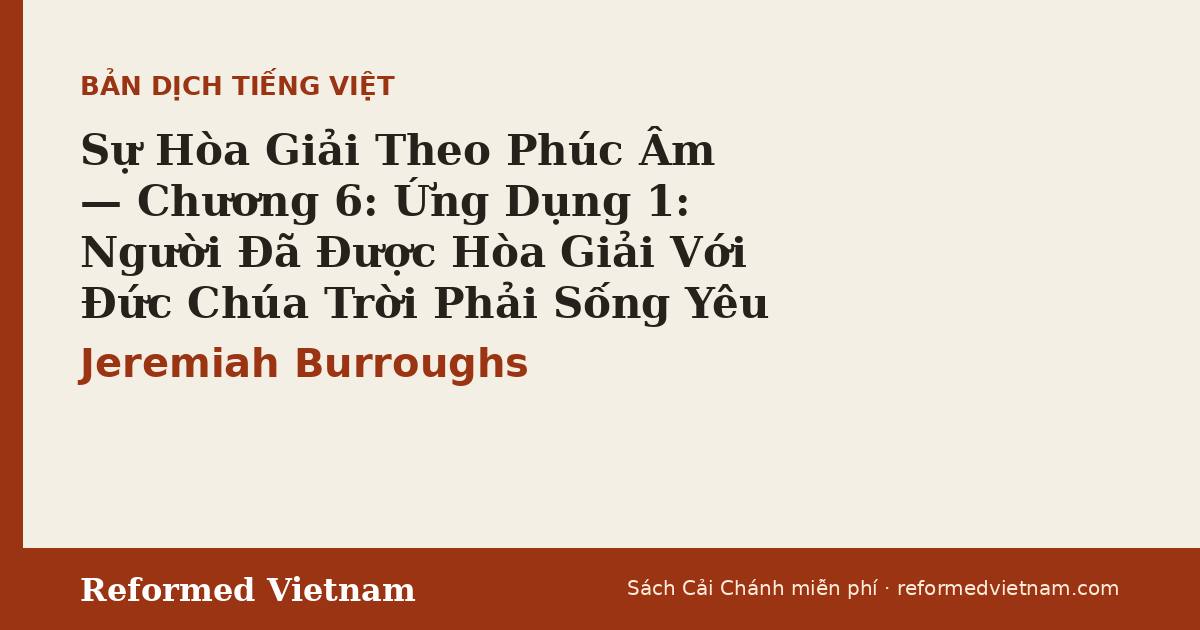 BẢN DỊCH TIẾNG VIỆT
Sự Hòa Giải Theo Phúc Âm
— Chương 6: Ứng Dụng 1:
Người Đã Được Hòa Giải Với
Đức Chúa Trời Phải Sống Yêu
Jeremiah Burroughs
Reformed Vietnam
Sách Cải Chánh miễn phí · reformedvietnam.com